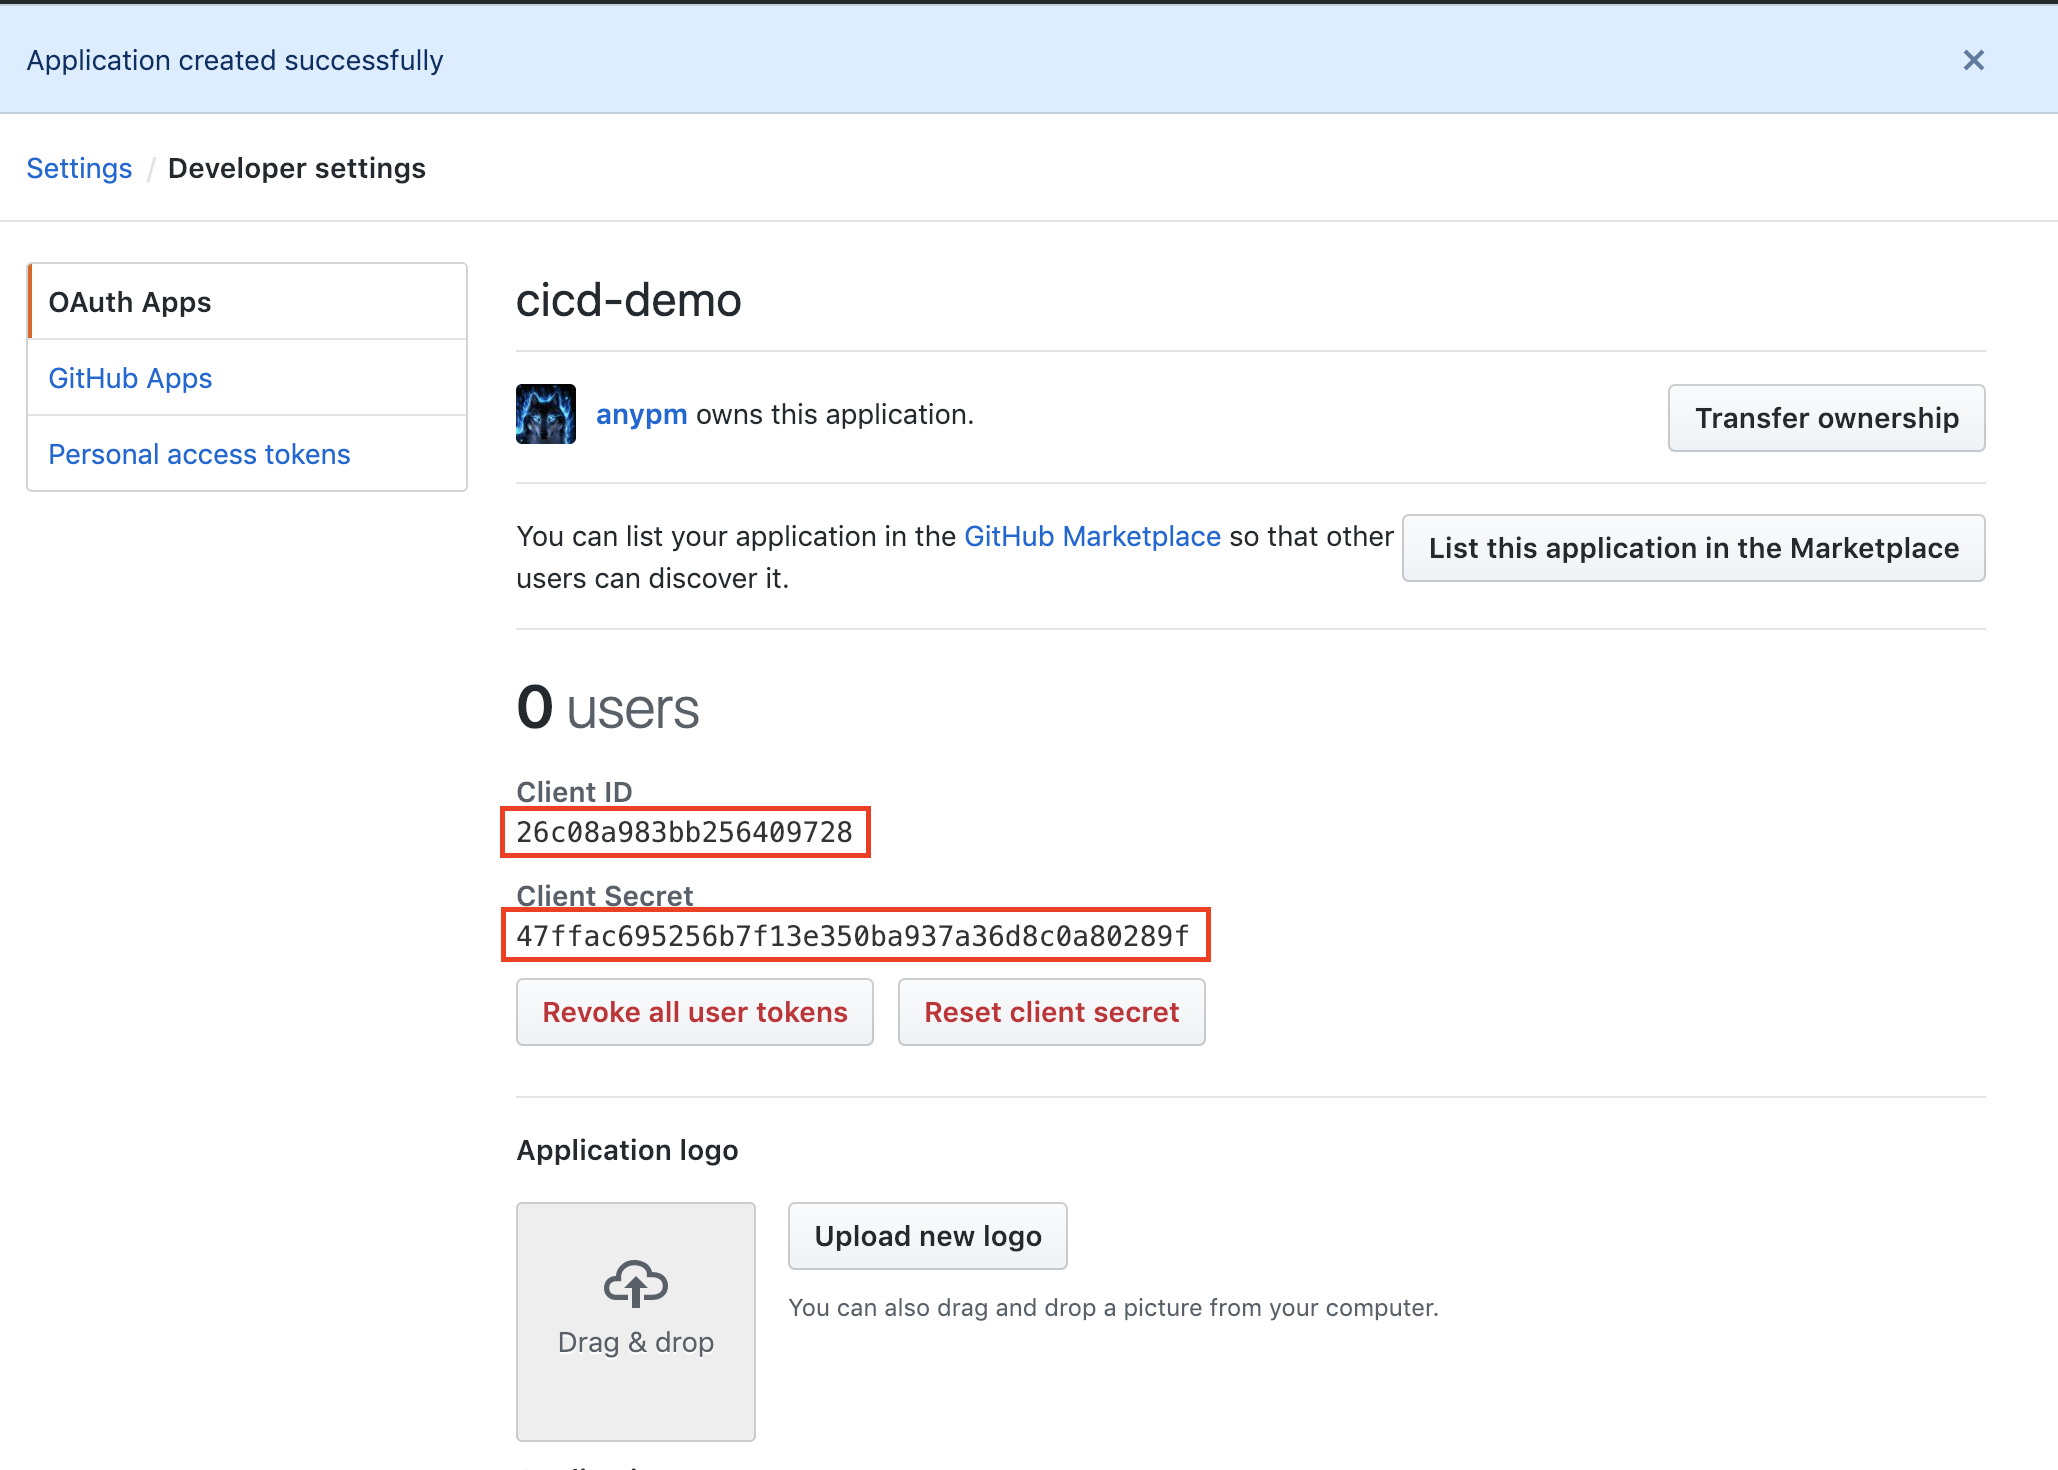 Application created successfully
Settings / Developer settings
OAuth Apps
GitHub Apps
Personal access tokens
cicd-demo
anypm owns this application.
Transfer ownership
You can list your application in the GitHub Marketplace so that other
users can discover it.
List this application in the Marketplace
0 users
Client ID
26c08a983bb256409728
Client Secret
47ffac695256b7f13e350ba937a36d8c0a80289f
Revoke all user tokens
Reset client secret
Application logo
Drag & drop
Upload new logo
You can also drag and drop a picture from your computer.